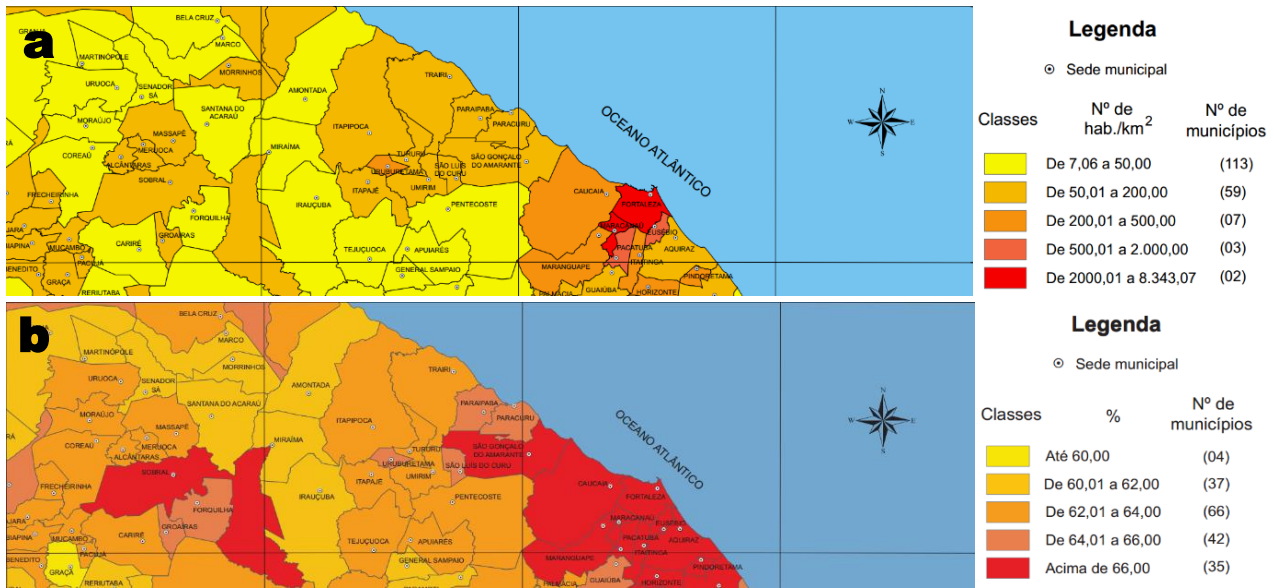 a
BELA CRUZ
GRANJA
MARCO
MARTINÓPOLE
MORRINHOS
TRAIRI
URUOCA
SENADOR
SÁ
AMONTADA
PARAIPABA
SANTANA DO
ACARAÚ
PARACURU
MORAÚJO
MASSAPÊ
ITAPIPOCA
MIRAÍMA
COREAÚ
MERUOCA
ALCÂNTARAS
TURURU
URUBURETAMA
SÃO LUÍS
DO CURU
SÃO GONÇALO
DO AMARANTE
SOBRAL
ITAPAJÉ
UMIRIM
FRECHEIRINHA
IRAUÇUBA
PENTECOSTE
CAUCAIA
FORTALEZA
FORQUILHA
GROAÍRAS
MARACANAÚ
EUSÉBIO
MUCAMBO
CARIRÉ
TEJUÇUOCA
APUIARÉS
PACATUBA
AQUIRAZ
PACUJÁ
ITAITINGA
BENEDITO
GENERAL SAMPAIO
MARANGUAPE
PINDORETAMA
GRAÇA
RERIUTABA
PALMÁCIA
GUAIÚBA
HORIZONTE
OCEANO ATLÂNTICO
N
W
E
S
Legenda
Sede municipal
Classes
Nº de
hab./km²
Nº de
municípios
De 7,06 a 50,00 (113)
De 50,01 a 200,00 (59)
De 200,01 a 500,00 (07)
De 500,01 a 2.000,00 (03)
De 2000,01 a 8.343,07 (02)
b
BELA CRUZ
MARCO
MARTINÓPOLE
MORRINHOS
TRAIRI
URUOCA
SENADOR
SÁ
AMONTADA
PARAIPABA
SANTANA DO ACARAÚ
PARACURU
MORAÚJO
MASSAPÊ
ITAPIPOCA
COREAÚ
MERUOCA
MIRAÍMA
ALCÂNTARAS
TURURU
SÃO GONÇALO
DO AMARANTE
SOBRAL
URUBURETAMA
SÃO LUÍS DO CURU
ITAPAJÉ
UMIRIM
FRECHEIRINHA
IRAUÇUBA
PENTECOSTE
CAUCAIA
FORTALEZA
FORQUILHA
GROAIRAS
MARACANAÚ
EUSÉBIO
MUCAMBO
CARIRÉ
TEJUÇUOCA
APUIARÉS
PACATUBA
AQUIRAZ
PACUJÁ
ITAITINGA
BENEDITO
GENERAL SAMPAIO
MARANGUAPE
PINDORETAMA
GRAÇA
RERIUTABA
PALMÁCIA
GUAIÚBA
HORIZONTE
OCEANO ATLÂNTICO
N
W
E
S
Legenda
Sede municipal
Classes
%
Nº de
municípios
Até 60,00 (04)
De 60,01 a 62,00 (37)
De 62,01 a 64,00 (66)
De 64,01 a 66,00 (42)
Acima de 66,00 (35)